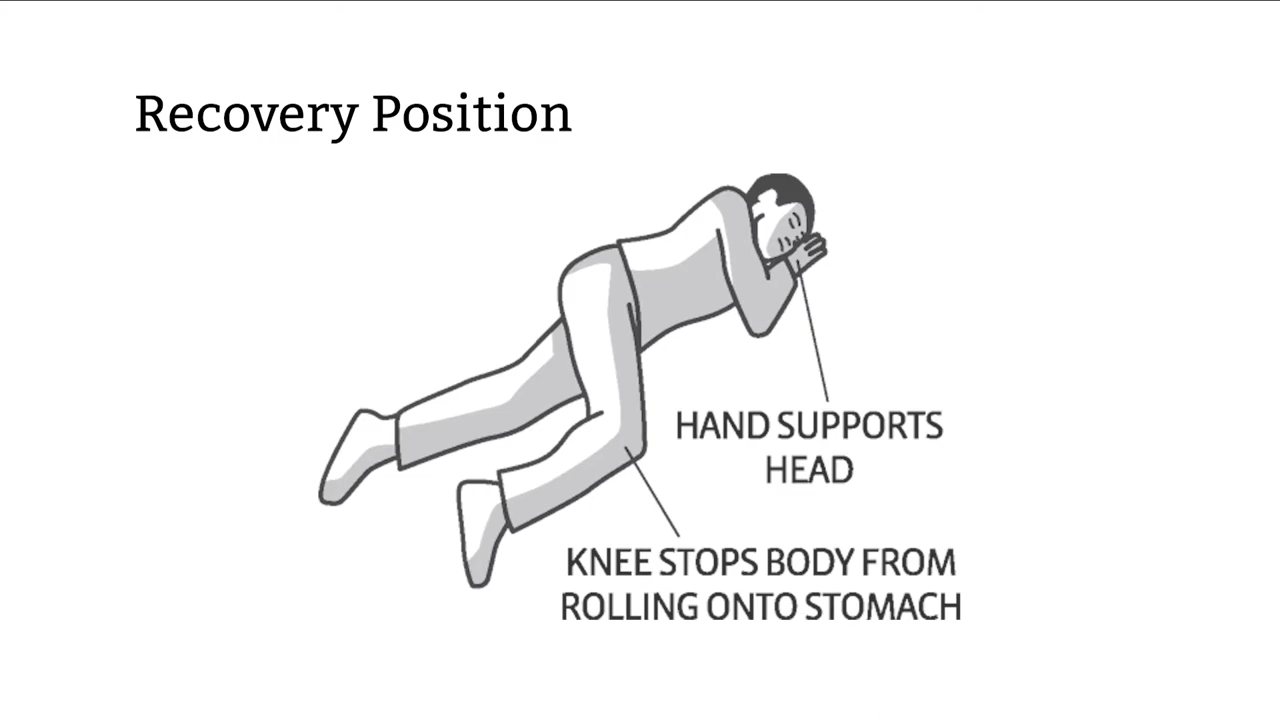 Recovery Position
HAND SUPPORTS
HEAD
KNEE STOPS BODY FROM
ROLLING ONTO STOMACH